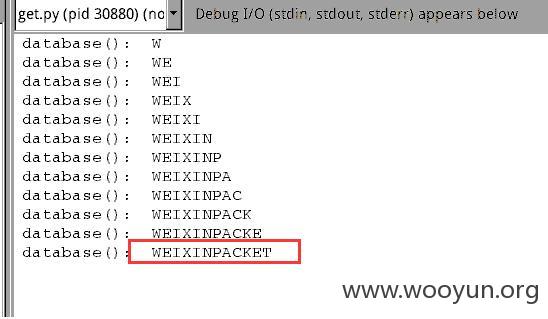 get.py (pid 30880) (no
Debug I/O (stdin, stdout, stderr) appears below
database(): W
database(): WE
database(): WEI
database(): WEIX
database(): WEIXI
database(): WEIXIN
database(): WEIXINP
database(): WEIXINPA
database(): WEIXINPAC
database(): WEIXINPACK
database(): WEIXINPACKE
database(): WEIXINPACKET
www.wooyun.org